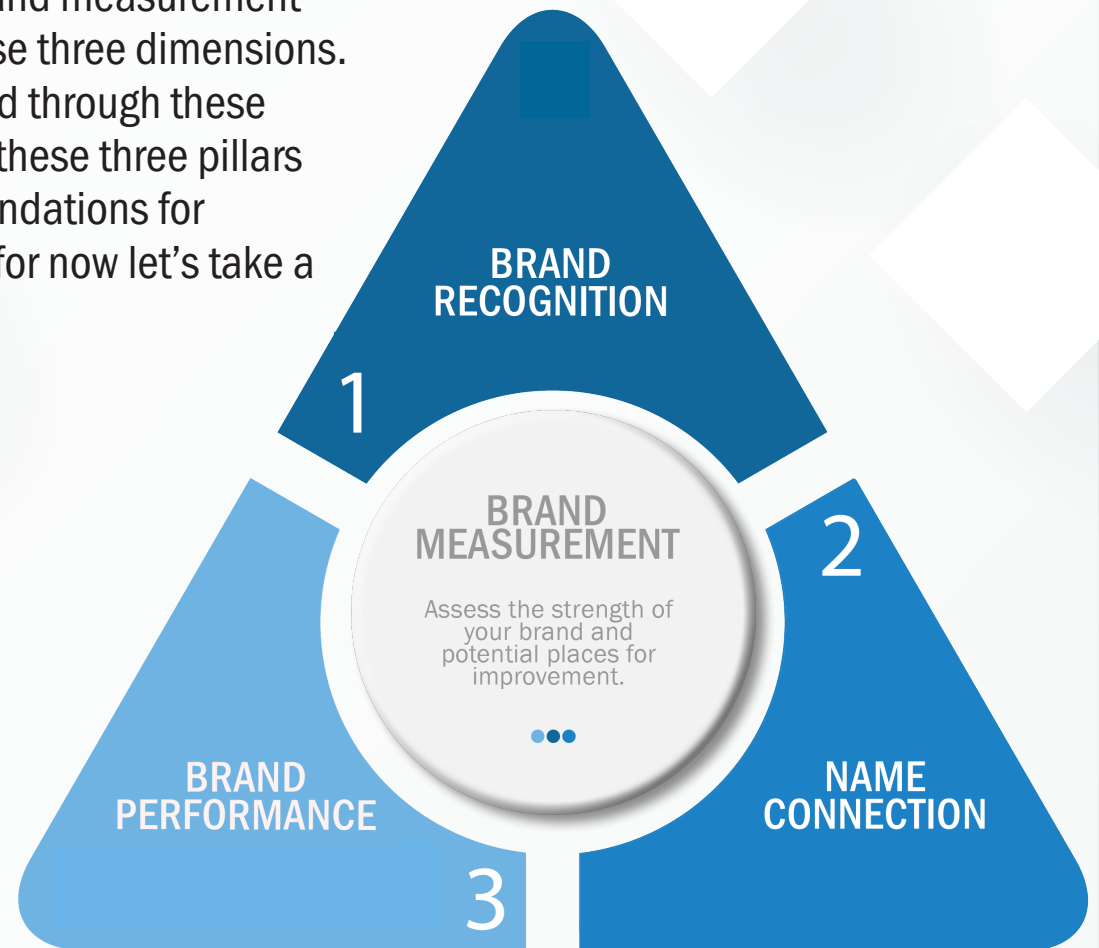 and measurement
se three dimensions.
d through these
these three pillars
ndations for
for now let’s take a
BRAND
RECOGNITION
1
BRAND
MEASUREMENT
Assess the strength of
your brand and
potential places for
improvement.
2
NAME
CONNECTION
BRAND
PERFORMANCE
3